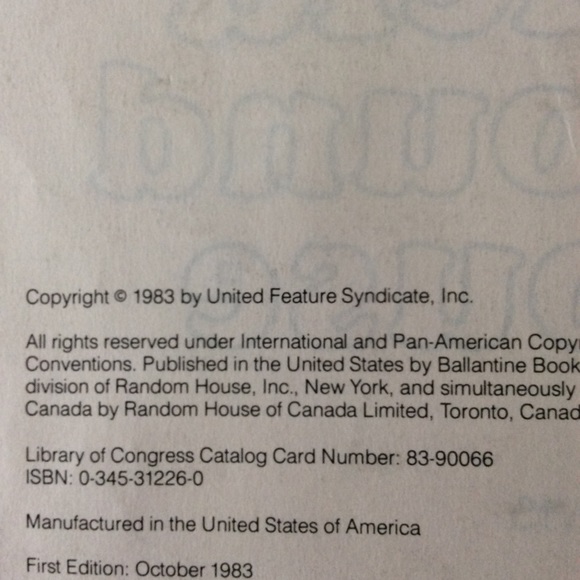 Copyright © 1983 by United Feature Syndicate, Inc.
All rights reserved under International and Pan-American Copy
Conventions. Published in the United States by Ballantine Book
division of Random House, Inc., New York, and simultaneously
Canada by Random House of Canada Limited, Toronto, Canad
Library of Congress Catalog Card Number: 83-90066
ISBN: 0-345-31226-0
Manufactured in the United States of America
First Edition: October 1983